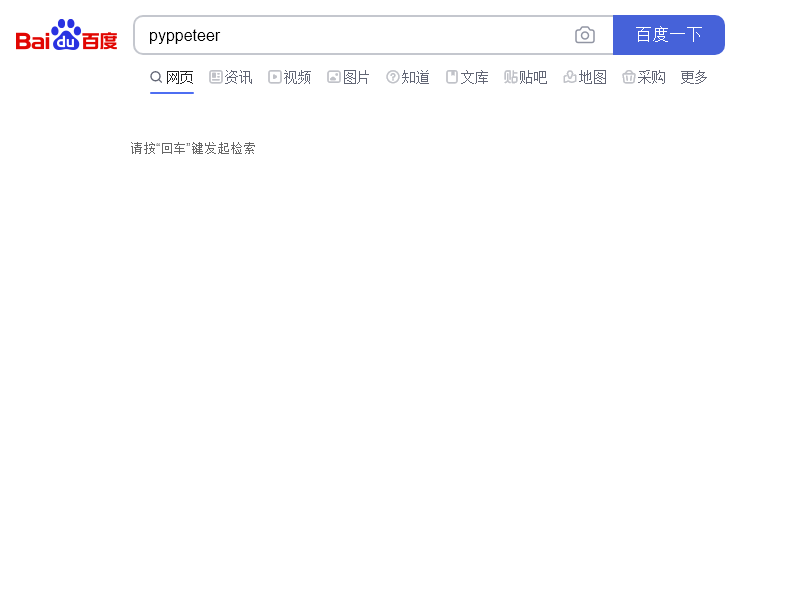 Bai du 百度 pyppeteer 百度一下
网页 资讯 视频 图片 知道 文库 贴吧 地图 采购 更多
请按“回车”键发起检索